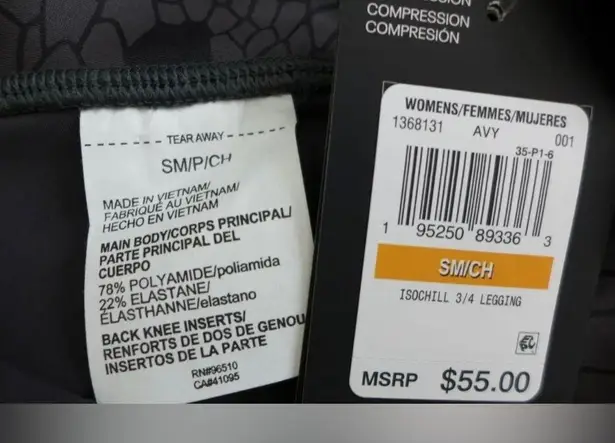 TEAR AWAY
SM/P/CH
MADE IN VIETNAM/
FABRIQUÉ AU VIETNAM/
HECHO EN VIETNAM
MAIN BODY/CORPS PRINCIPAL/
PARTE PRINCIPAL DEL
CUERPO
78% POLYAMIDE/poliamida
22% ELASTANE/
ÉLASTHANNE/elastano
BACK KNEE INSERTS/
RENFORTS DE DOS DE GENOU
INSERTOS DE LA PARTE
RN#96510
CA#41095
COMPRESSION
COMPRESIÓN
WOMENS/FEMMES/MUJERES
1368131 AVY 001
35-P1-6
1 95250 89336 3
SM/CH
ISOCHILL 3/4 LEGGING
MSRP $55.00